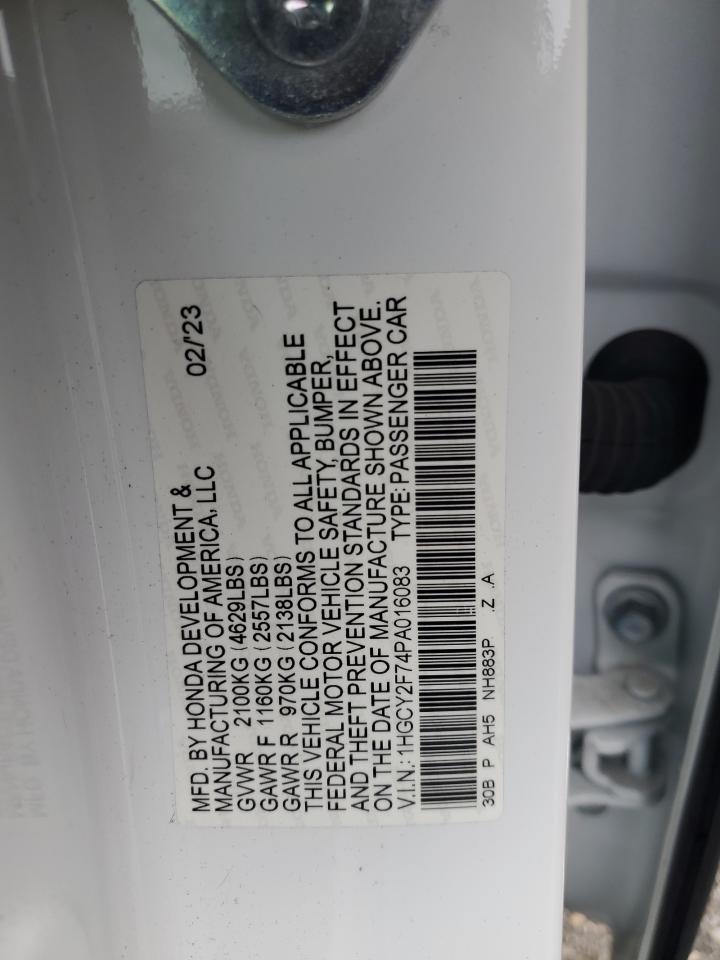 MFD. BY HONDA DEVELOPMENT & 02/'23
MANUFACTURING OF AMERICA, LLC
GVWR 2100KG (4629LBS)
GAWR F 1160KG (2557LBS)
GAWR R 970KG (2138LBS)
THIS VEHICLE CONFORMS TO ALL APPLICABLE
FEDERAL MOTOR VEHICLE SAFETY, BUMPER,
AND THEFT PREVENTION STANDARDS IN EFFECT
ON THE DATE OF MANUFACTURE SHOWN ABOVE.
V.I.N.: 1HGCY2F74PA016083 TYPE: PASSENGER CAR
30B P AH5 NH883P .Z .A